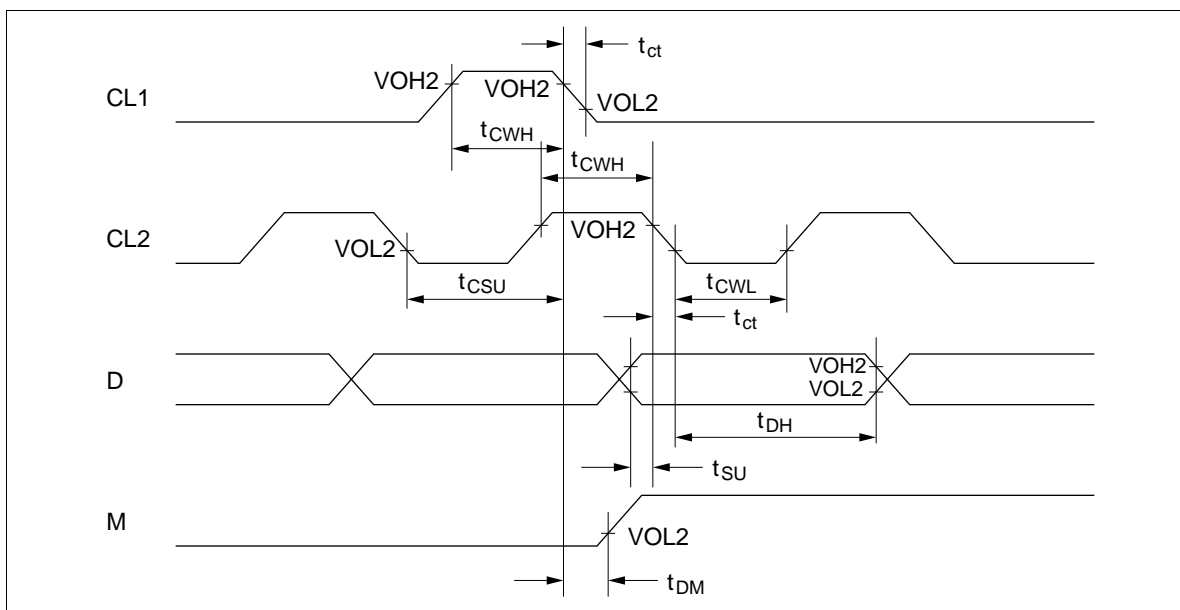 t_ct
CL1
VOH2
VOH2
VOL2
t_CWH
t_CWH
CL2
VOL2
VOH2
t_CSU
t_CWL
t_ct
D
VOH2
VOL2
t_DH
t_SU
M
VOL2
t_DM